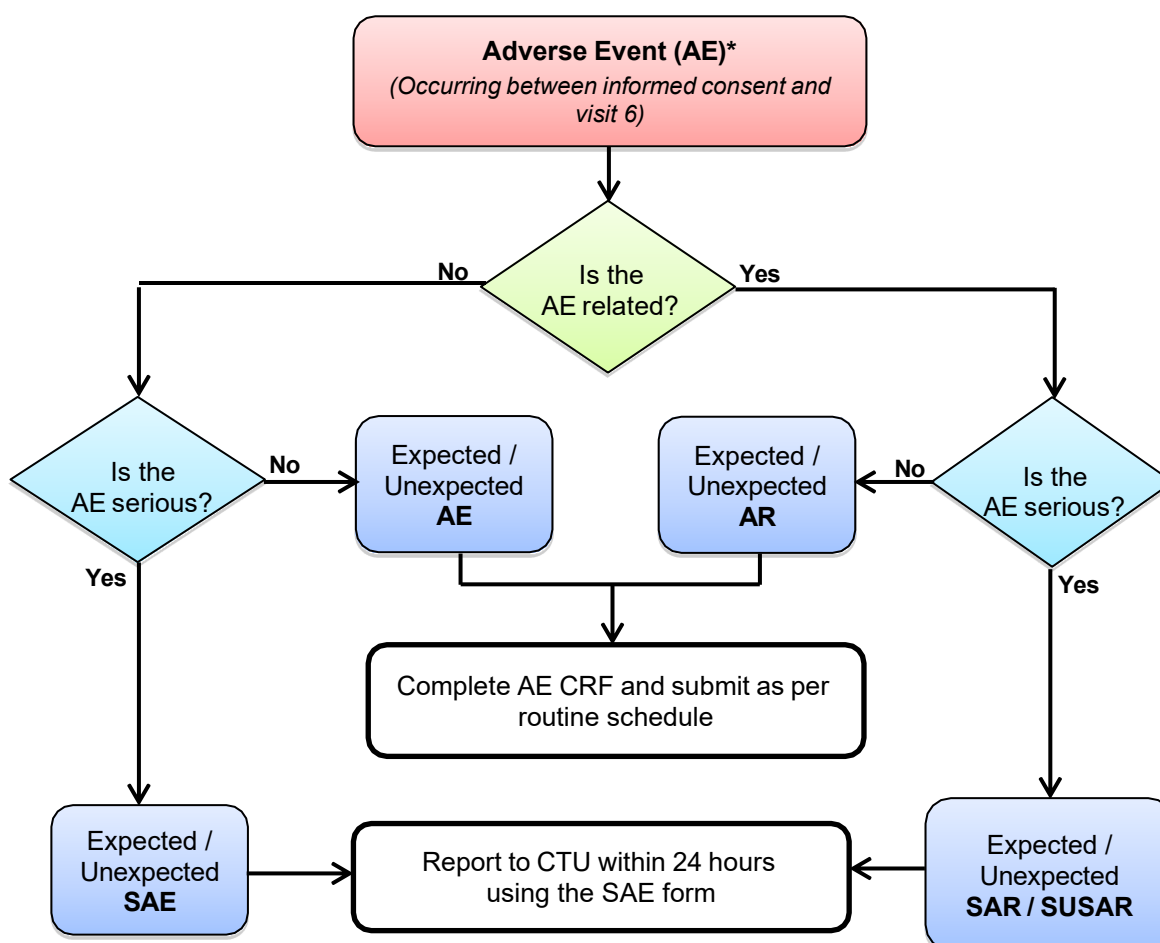 Adverse Event (AE)*
(Occurring between informed consent and
visit 6)
No
Is the
AE related?
Yes
Is the
AE serious?
No
Expected /
Unexpected
AE
Expected /
Unexpected
AR
No
Is the
AE serious?
Yes
Yes
Complete AE CRF and submit as per
routine schedule
Expected /
Unexpected
SAE
Report to CTU within 24 hours
using the SAE form
Expected /
Unexpected
SAR / SUSAR